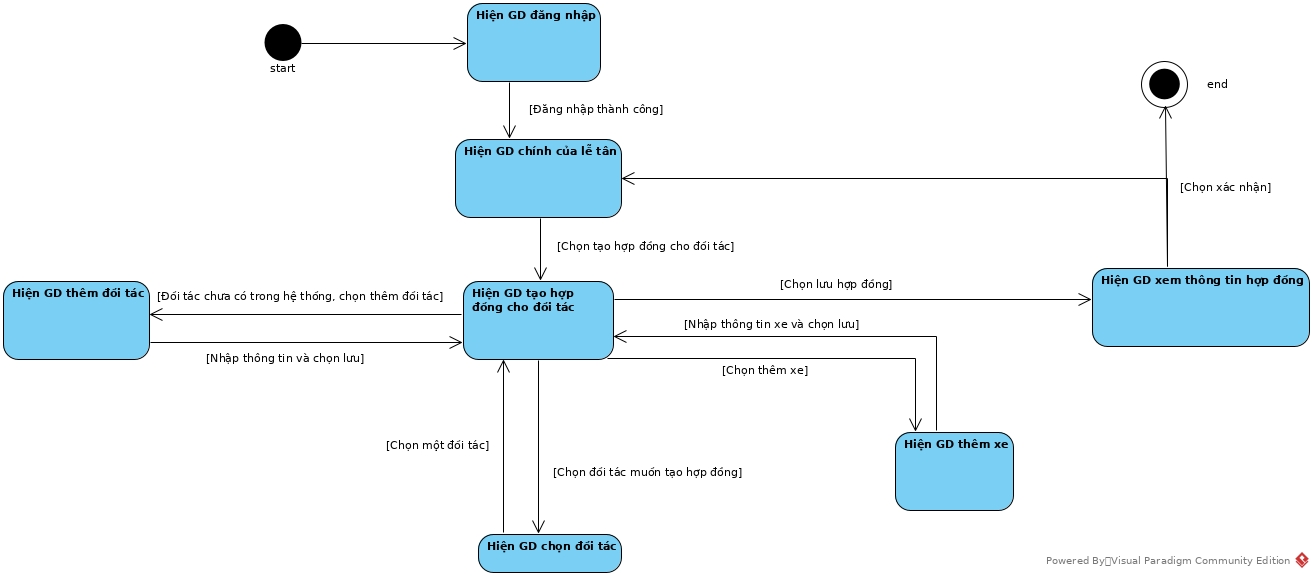 Hiện GD đăng nhập
start
end
[Đăng nhập thành công]
Hiện GD chính của lễ tân
[Chọn xác nhận]
[Chọn tạo hợp đồng cho đối tác]
Hiện GD xem thông tin hợp đồng
[Chọn lưu hợp đồng]
Hiện GD thêm đối tác
[Đối tác chưa có trong hệ thống, chọn thêm đối tác]
Hiện GD tạo hợp
đồng cho đối tác
[Nhập thông tin xe và chọn lưu]
[Nhập thông tin và chọn lưu]
[Chọn thêm xe]
[Chọn một đối tác]
Hiện GD thêm xe
[Chọn đối tác muốn tạo hợp đồng]
Hiện GD chọn đối tác
Powered By Visual Paradigm Community Edition